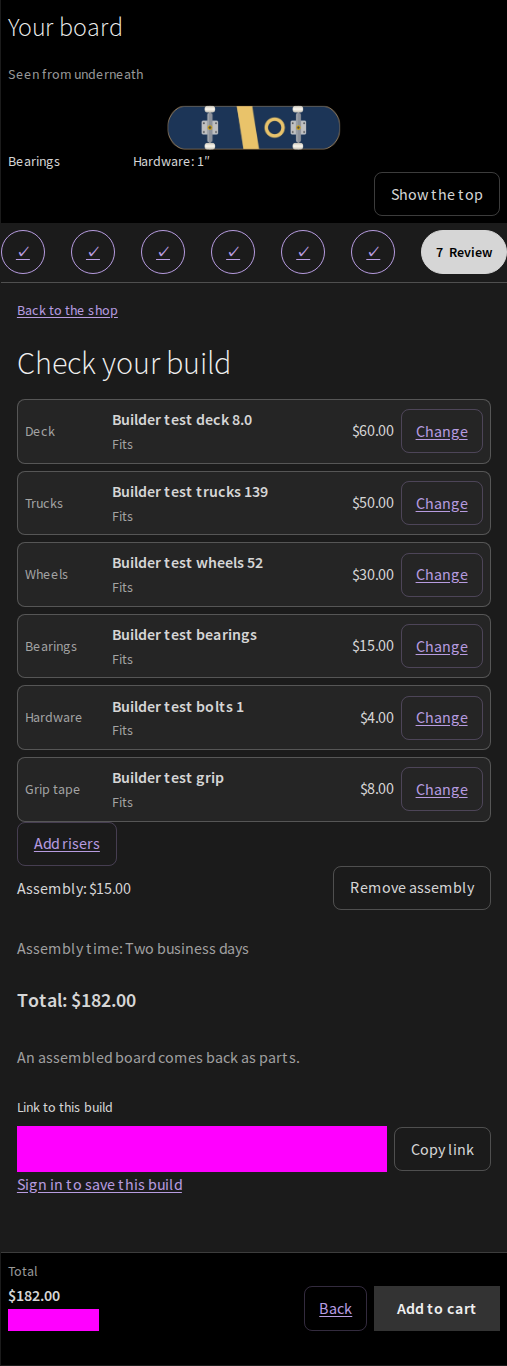 Your board
Seen from underneath
Bearings Hardware: 1″
Show the top
✓ ✓ ✓ ✓ ✓ ✓ 7 Review
Back to the shop
Check your build
Deck Builder test deck 8.0 $60.00 Change
Fits
Trucks Builder test trucks 139 $50.00 Change
Fits
Wheels Builder test wheels 52 $30.00 Change
Fits
Bearings Builder test bearings $15.00 Change
Fits
Hardware Builder test bolts 1 $4.00 Change
Fits
Grip tape Builder test grip $8.00 Change
Fits
Add risers
Assembly: $15.00 Remove assembly
Assembly time: Two business days
Total: $182.00
An assembled board comes back as parts.
Link to this build
Copy link
Sign in to save this build
Total
$182.00
Back Add to cart